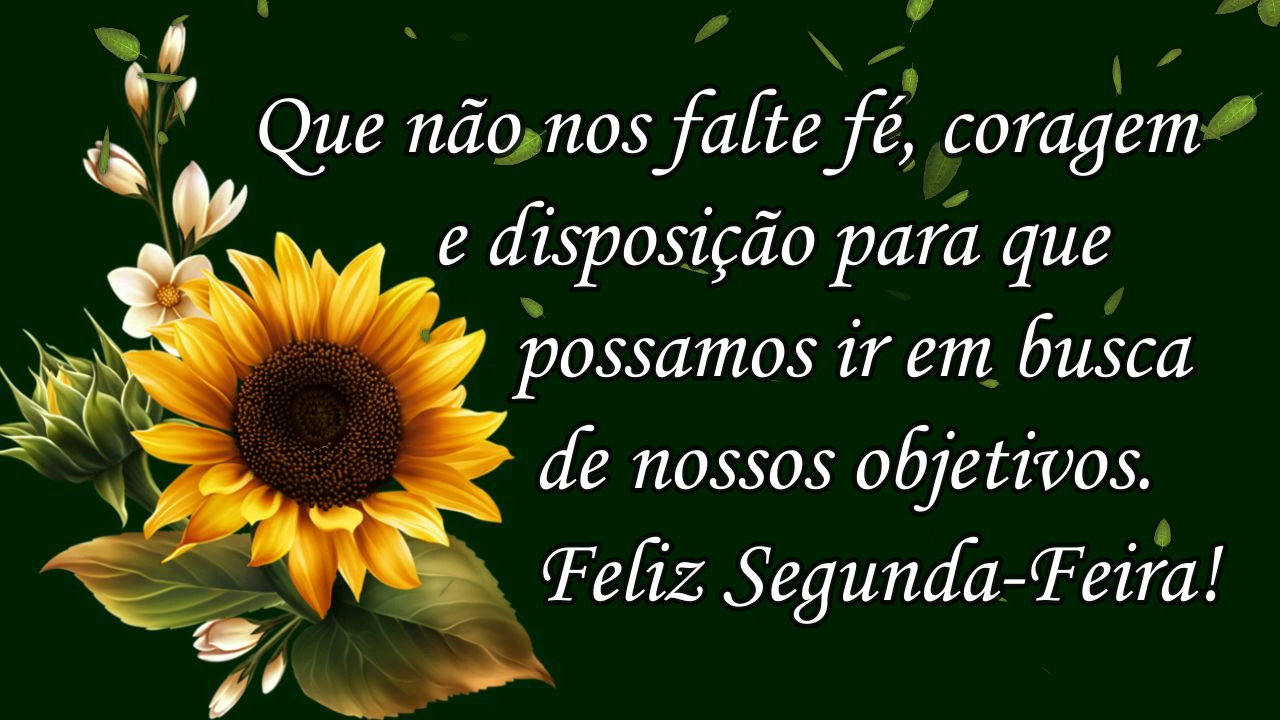 Que não nos falte fé, coragem
e disposição para que
possamos ir em busca
de nossos objetivos.
Feliz Segunda-Feira!